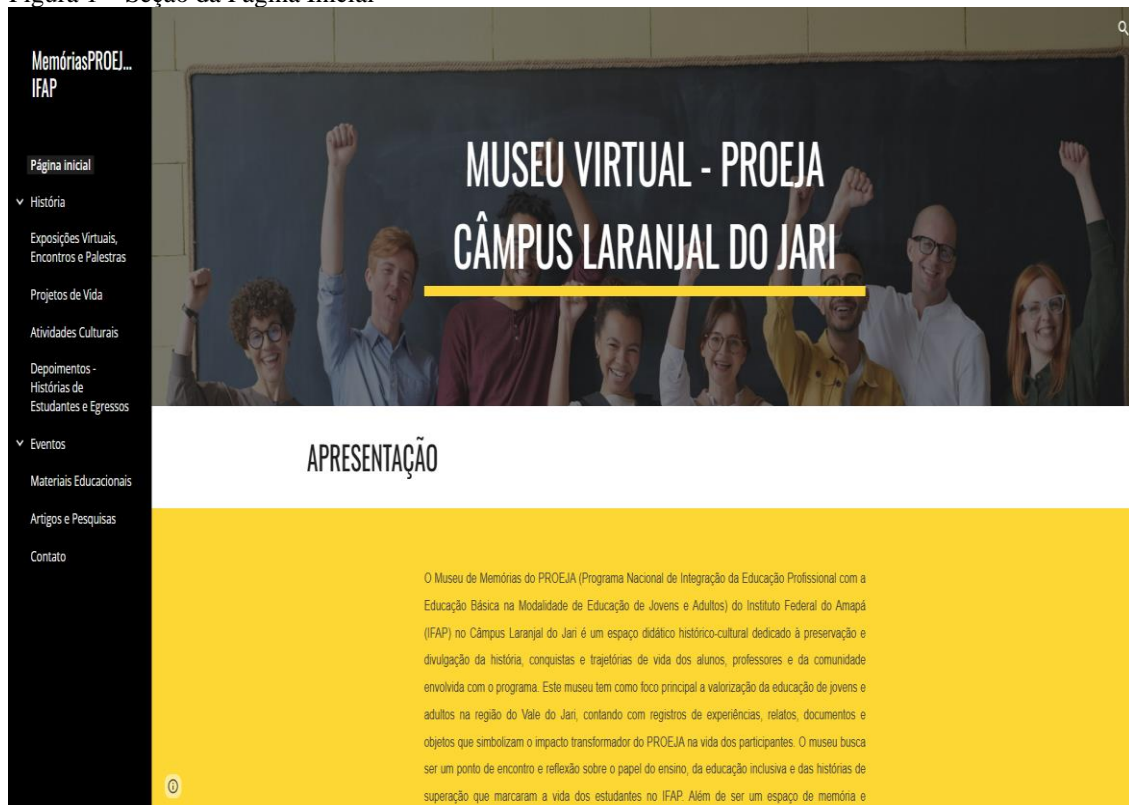 Figura 1 – Seção da Página Inicial
MemóriasPROEJ...
IFAP
Página inicial
História
Exposições Virtuais,
Encontros e Palestras
Projetos de Vida
Atividades Culturais
Depoimentos -
Histórias de
Estudantes e Egressos
Eventos
Materiais Educacionais
Artigos e Pesquisas
Contato
MUSEU VIRTUAL - PROEJA
CÂMPUS LARANJAL DO JARI
APRESENTAÇÃO
O Museu de Memórias do PROEJA (Programa Nacional de Integração da Educação Profissional com a
Educação Básica na Modalidade de Educação de Jovens e Adultos) do Instituto Federal do Amapá
(IFAP) no Câmpus Laranjal do Jari é um espaço didático histórico-cultural dedicado à preservação e
divulgação da história, conquistas e trajetórias de vida dos alunos, professores e da comunidade
envolvida com o programa. Este museu tem como foco principal a valorização da educação de jovens e
adultos na região do Vale do Jari, contando com registros de experiências, relatos, documentos e
objetos que simbolizam o impacto transformador do PROEJA na vida dos participantes. O museu busca
ser um ponto de encontro e reflexão sobre o papel do ensino, da educação inclusiva e das histórias de
superação que marcaram a vida dos estudantes no IFAP. Além de ser um espaço de memória e